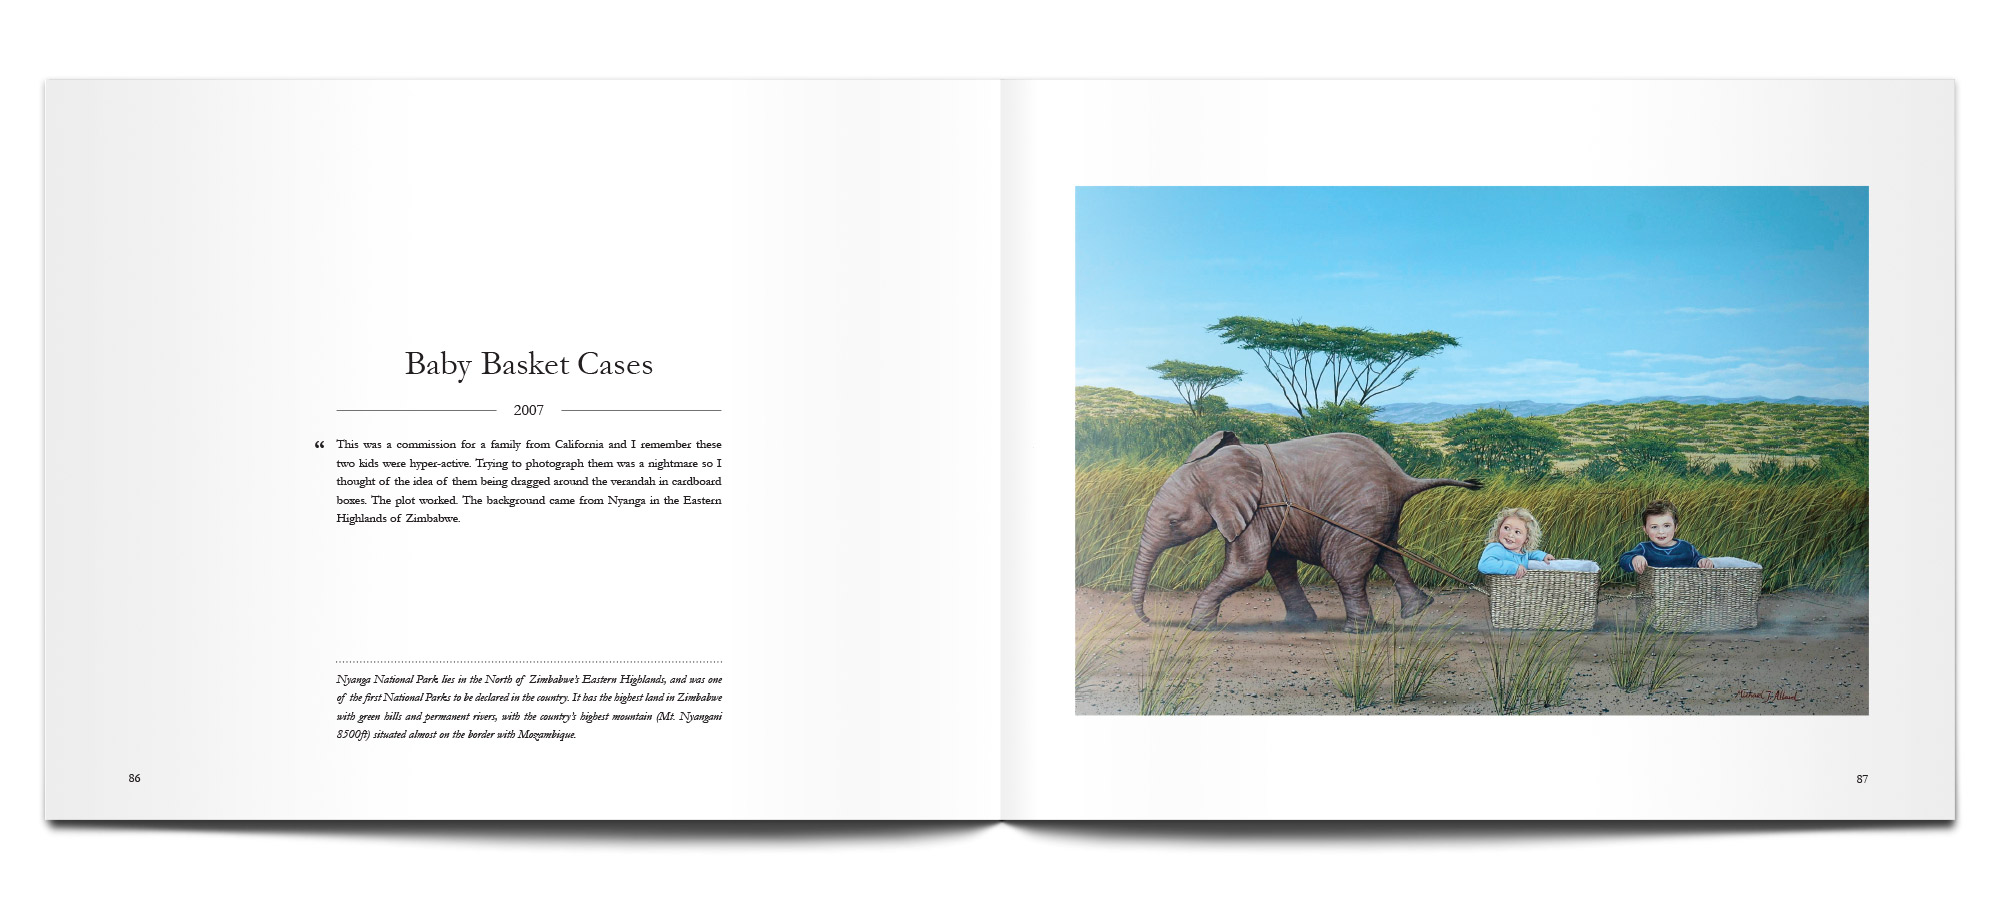 Baby Basket Cases
2007
“ This was a commission for a family from California and I remember these
two kids were hyper-active. Trying to photograph them was a nightmare so I
thought of the idea of them being dragged around the verandah in cardboard
boxes. The plot worked. The background came from Nyanga in the Eastern
Highlands of Zimbabwe.
Nyanga National Park lies in the North of Zimbabwe's Eastern Highlands, and was one
of the first National Parks to be declared in the country. It has the highest land in Zimbabwe
with green hills and permanent rivers, with the country's highest mountain (Mt. Nyangani
8500ft) situated almost on the border with Mozambique.
86
Michael J. Allard
87